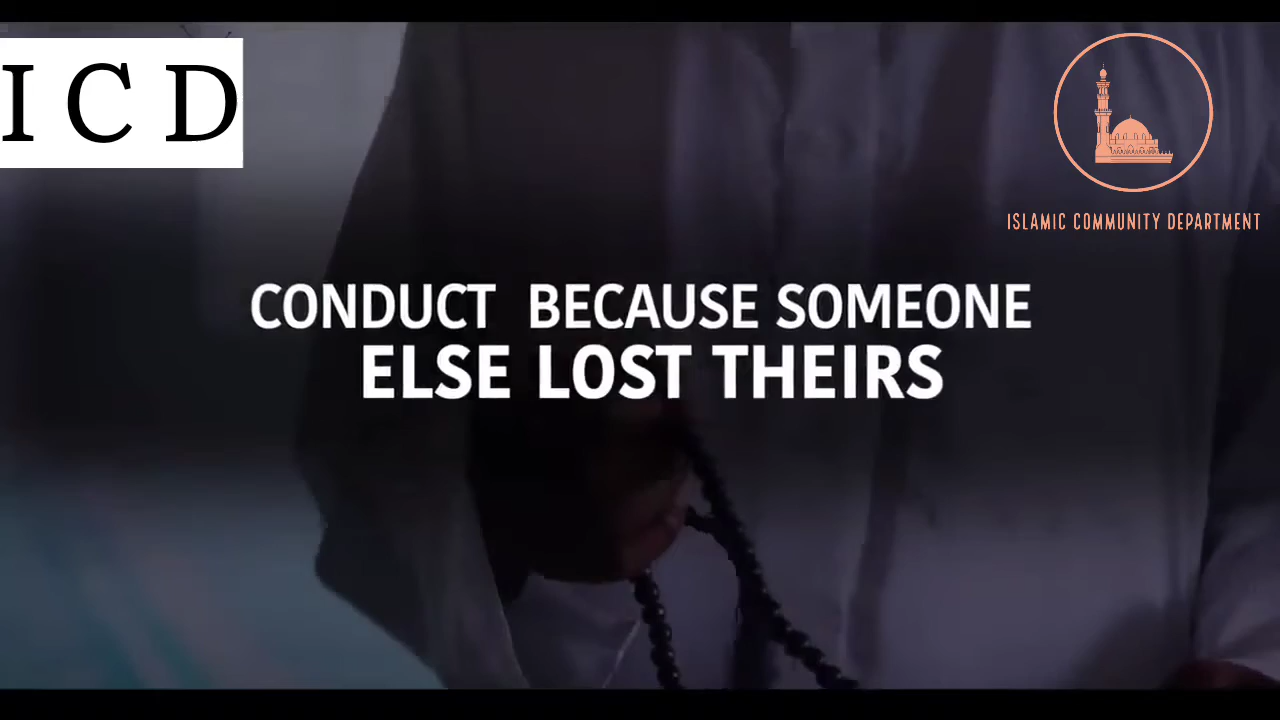 I C D
ISLAMIC COMMUNITY DEPARTMENT
CONDUCT BECAUSE SOMEONE
ELSE LOST THEIRS